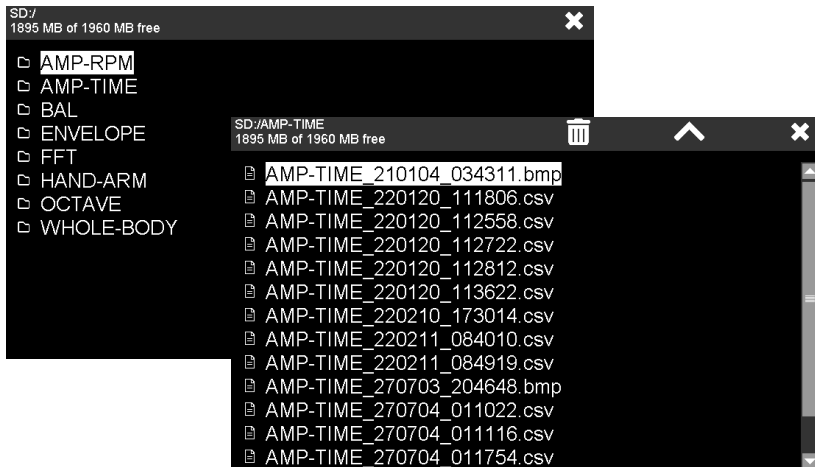 SD:/
1895 MB of 1960 MB free
AMP-RPM
AMP-TIME
BAL
ENVELOPE
FFT
HAND-ARM
OCTAVE
WHOLE-BODY
SD:/AMP-TIME
1895 MB of 1960 MB free
AMP-TIME_210104_034311.bmp
AMP-TIME_220120_111806.csv
AMP-TIME_220120_112558.csv
AMP-TIME_220120_112722.csv
AMP-TIME_220120_112812.csv
AMP-TIME_220120_113622.csv
AMP-TIME_220210_173014.csv
AMP-TIME_220211_084010.csv
AMP-TIME_220211_084919.csv
AMP-TIME_270703_204648.bmp
AMP-TIME_270704_011022.csv
AMP-TIME_270704_011116.csv
AMP-TIME_270704_011754.csv